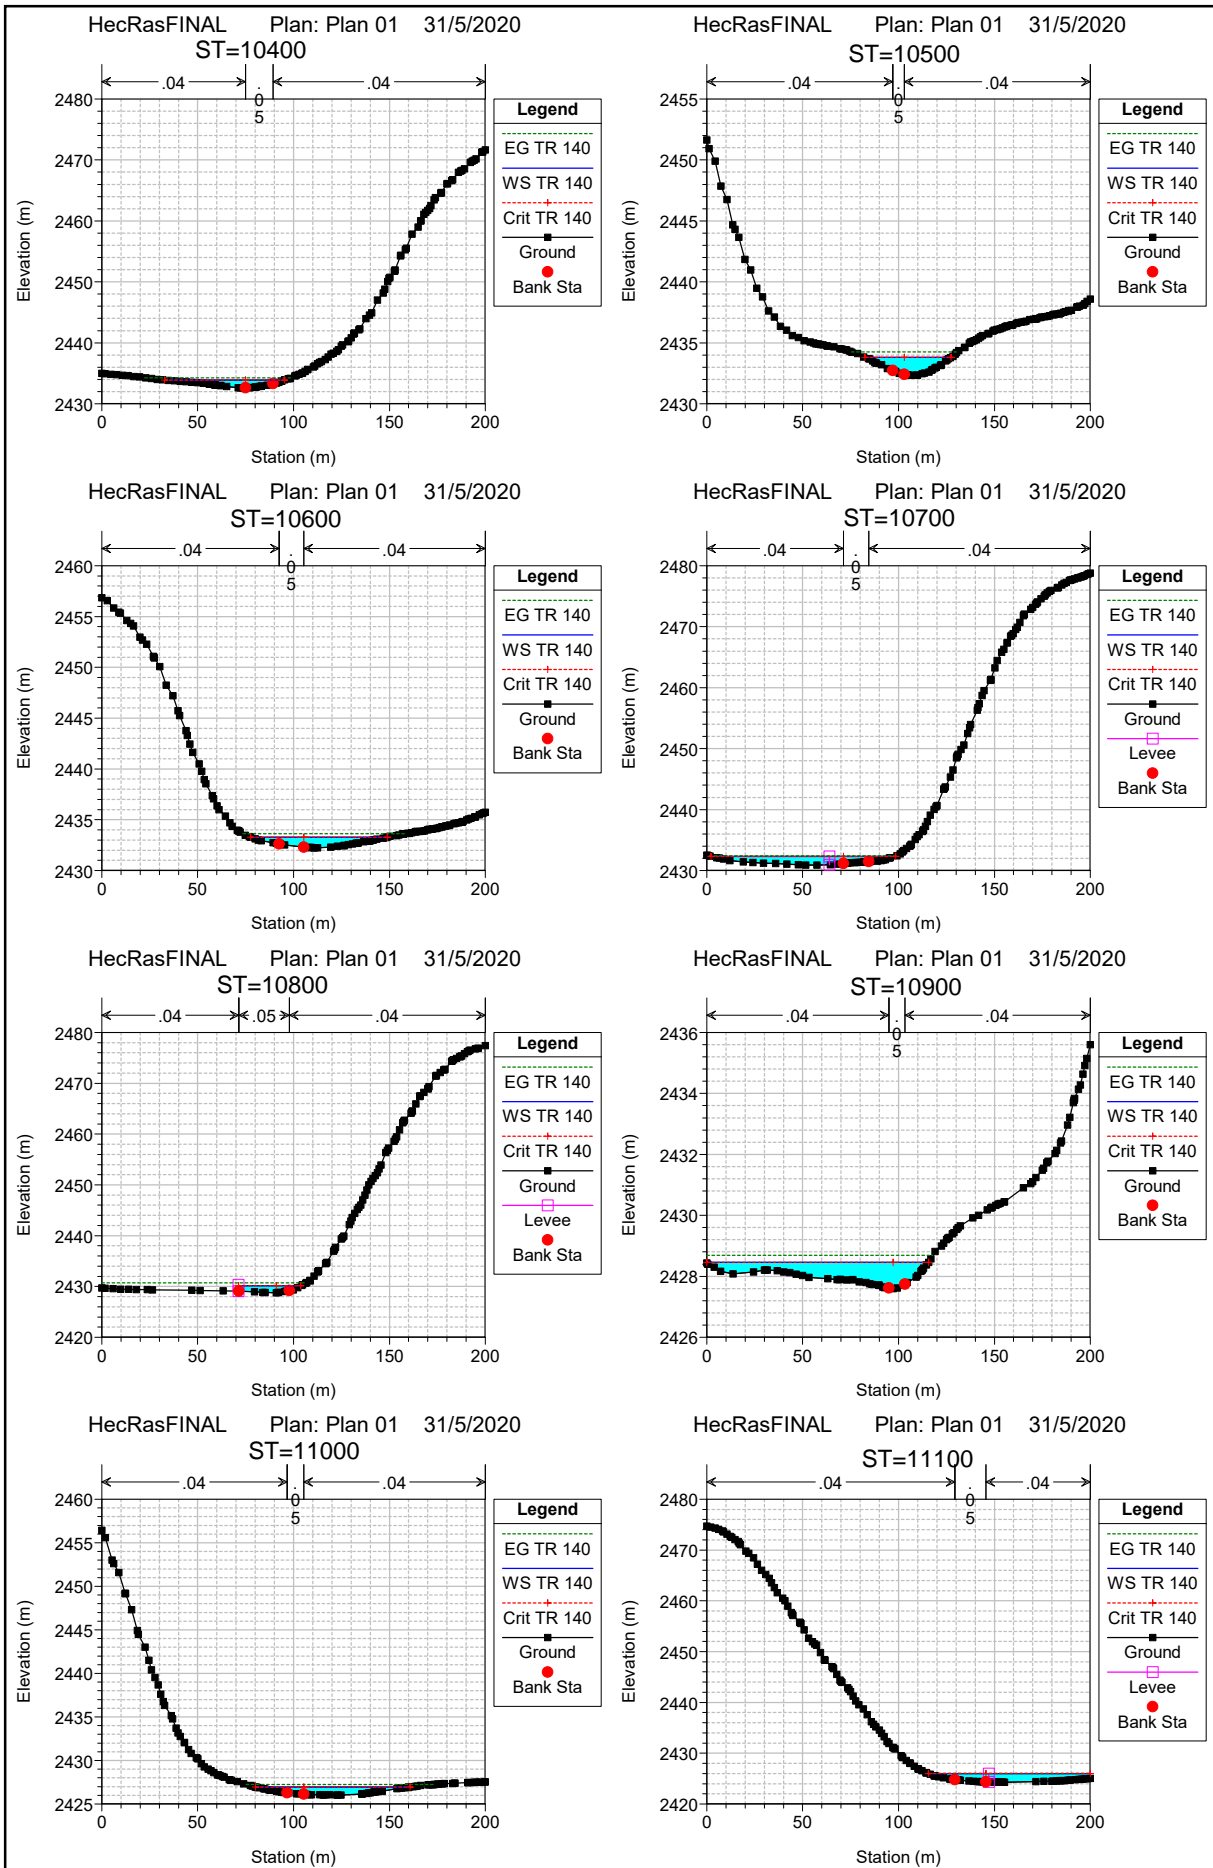 HecRasFINAL Plan: Plan 01 31/5/2020
ST=10400
.04 .05 .04
2480
2470
2460
2450
2440
2430
0 50 100 150 200
Elevation (m)
Station (m)
Legend
EG TR 140
WS TR 140
Crit TR 140
Ground
Bank Sta
HecRasFINAL Plan: Plan 01 31/5/2020
ST=10500
.04 .05 .04
2455
2450
2445
2440
2435
2430
0 50 100 150 200
Elevation (m)
Station (m)
Legend
EG TR 140
WS TR 140
Crit TR 140
Ground
Bank Sta
HecRasFINAL Plan: Plan 01 31/5/2020
ST=10600
.04 .05 .04
2460
2455
2450
2445
2440
2435
2430
0 50 100 150 200
Elevation (m)
Station (m)
Legend
EG TR 140
WS TR 140
Crit TR 140
Ground
Bank Sta
HecRasFINAL Plan: Plan 01 31/5/2020
ST=10700
.04 .05 .04
2480
2470
2460
2450
2440
2430
0 50 100 150 200
Elevation (m)
Station (m)
Legend
EG TR 140
WS TR 140
Crit TR 140
Ground
Levee
Bank Sta
HecRasFINAL Plan: Plan 01 31/5/2020
ST=10800
.04 .05 .04
2480
2470
2460
2450
2440
2430
2420
0 50 100 150 200
Elevation (m)
Station (m)
Legend
EG TR 140
WS TR 140
Crit TR 140
Ground
Levee
Bank Sta
HecRasFINAL Plan: Plan 01 31/5/2020
ST=10900
.04 .05 .04
2436
2434
2432
2430
2428
2426
0 50 100 150 200
Elevation (m)
Station (m)
Legend
EG TR 140
WS TR 140
Crit TR 140
Ground
Bank Sta
HecRasFINAL Plan: Plan 01 31/5/2020
ST=11000
.04 .05 .04
2460
2455
2450
2445
2440
2435
2430
2425
0 50 100 150 200
Elevation (m)
Station (m)
Legend
EG TR 140
WS TR 140
Crit TR 140
Ground
Bank Sta
HecRasFINAL Plan: Plan 01 31/5/2020
ST=11100
.04 .05 .04
2480
2470
2460
2450
2440
2430
2420
0 50 100 150 200
Elevation (m)
Station (m)
Legend
EG TR 140
WS TR 140
Crit TR 140
Ground
Levee
Bank Sta